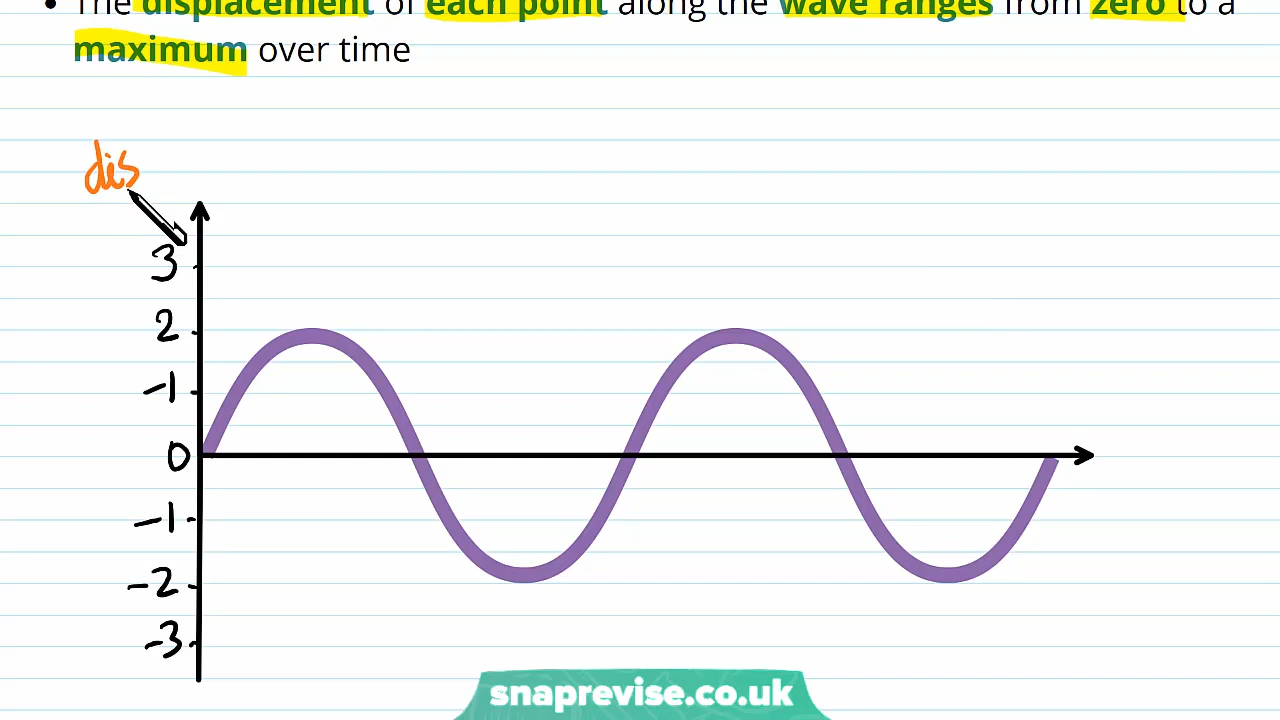 • The displacement of each point along the wave ranges from zero to a
maximum over time
dis
3
2
-1
0
-1
-2
-3
snaprevise.co.uk